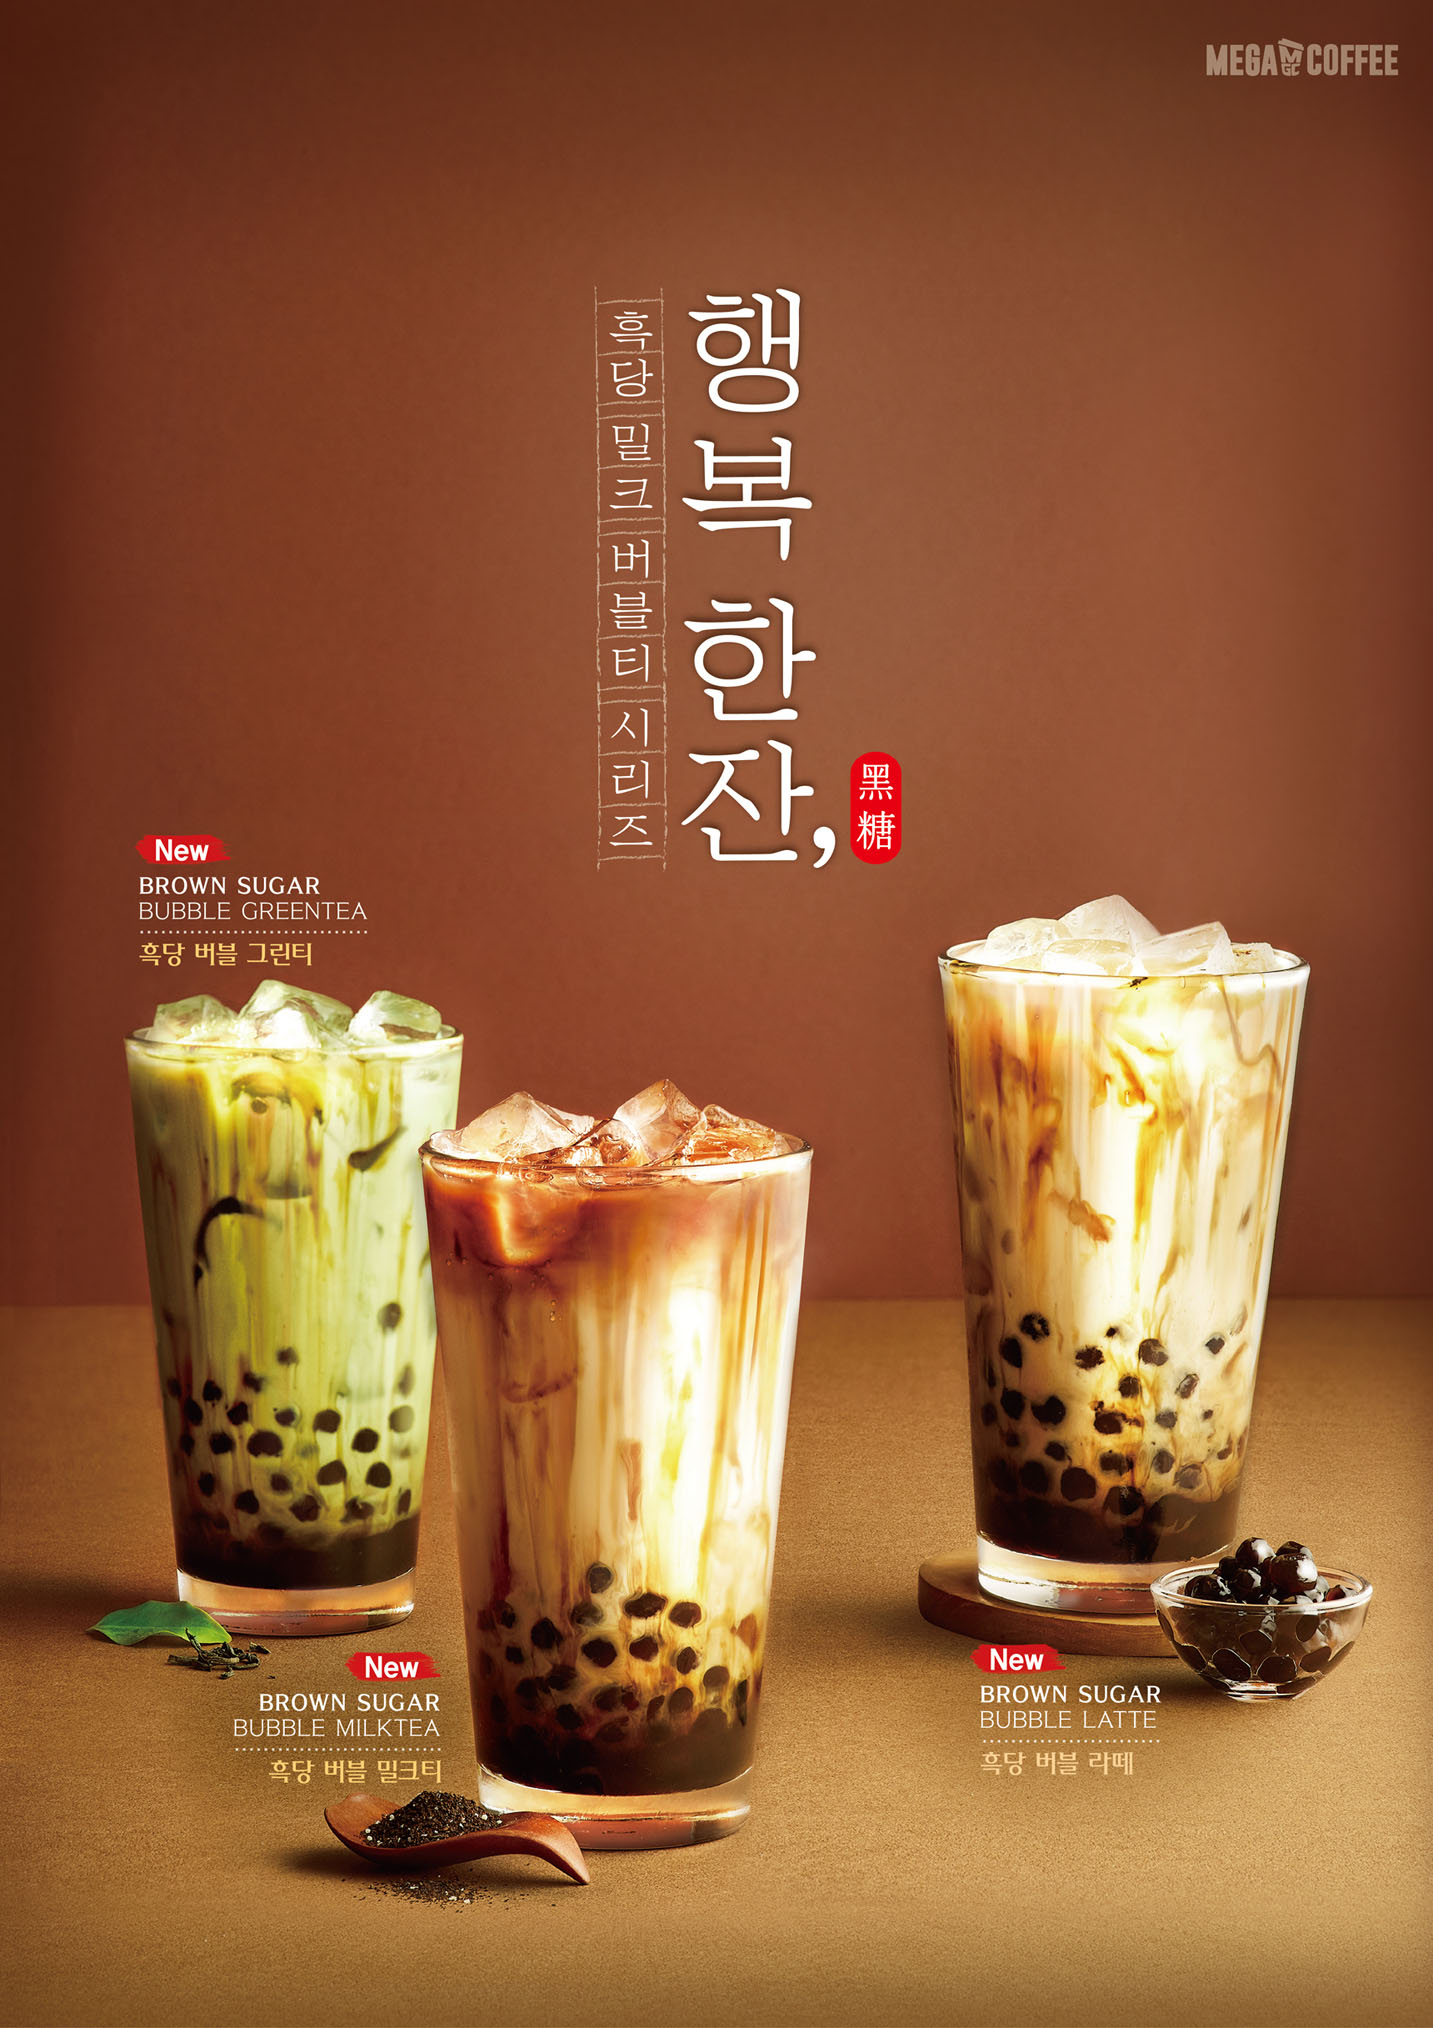 MEGA MGC COFFEE
행복 한잔,
黑糖
흑당 밀크 버블티 시리즈
New
BROWN SUGAR
BUBBLE GREENTEA
흑당 버블 그린티
New
BROWN SUGAR
BUBBLE MILKTEA
흑당 버블 밀크티
New
BROWN SUGAR
BUBBLE LATTE
흑당 버블 라떼